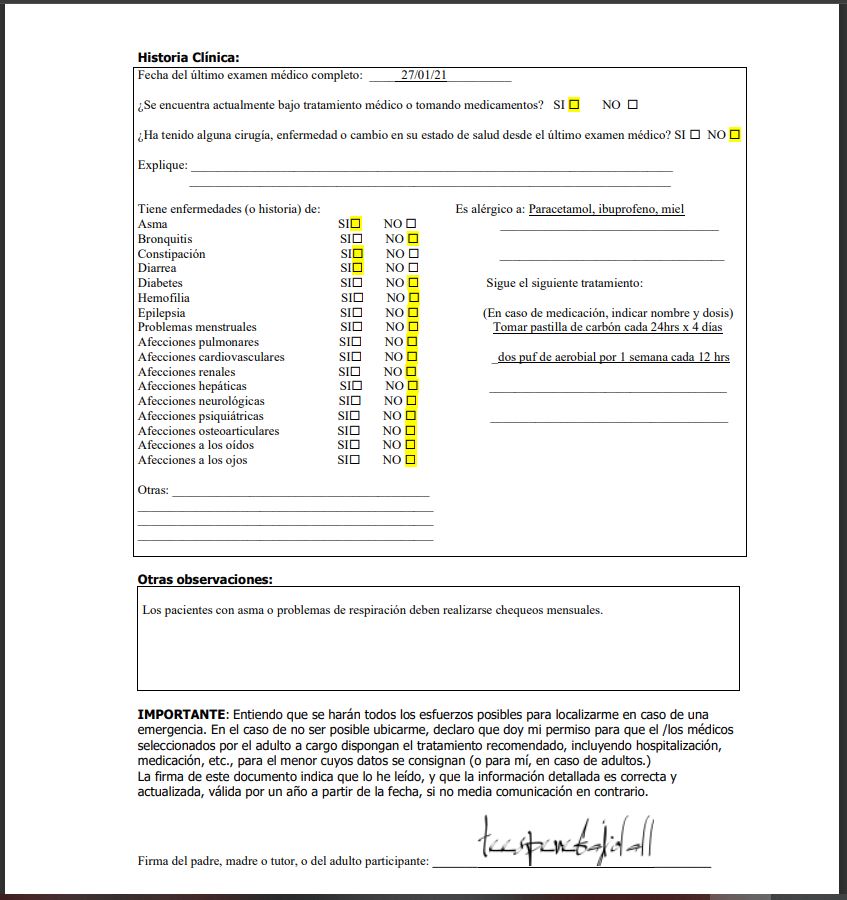 Historia Clínica:
Fecha del último examen médico completo: _____27/01/21__________
¿Se encuentra actualmente bajo tratamiento médico o tomando medicamentos? SI ☐ NO ☐
¿Ha tenido alguna cirugía, enfermedad o cambio en su estado de salud desde el último examen médico? SI ☐ NO ☐
Explique:
Tiene enfermedades (o historia) de: Es alérgico a: Paracetamol, ibuprofeno, miel
Asma SI☐ NO ☐
Bronquitis SI☐ NO ☐
Constipación SI☐ NO ☐
Diarrea SI☐ NO ☐
Diabetes SI☐ NO ☐ Sigue el siguiente tratamiento:
Hemofilia SI☐ NO ☐
Epilepsia SI☐ NO ☐ (En caso de medicación, indicar nombre y dosis)
Problemas menstruales SI☐ NO ☐ Tomar pastilla de carbón cada 24hrs x 4 días
Afecciones pulmonares SI☐ NO ☐
Afecciones cardiovasculares SI☐ NO ☐ dos puf de aerobial por 1 semana cada 12 hrs
Afecciones renales SI☐ NO ☐
Afecciones hepáticas SI☐ NO ☐
Afecciones neurológicas SI☐ NO ☐
Afecciones psiquiátricas SI☐ NO ☐
Afecciones osteoarticulares SI☐ NO ☐
Afecciones a los oídos SI☐ NO ☐
Afecciones a los ojos SI☐ NO ☐
Otras:
Otras observaciones:
Los pacientes con asma o problemas de respiración deben realizarse chequeos mensuales.
IMPORTANTE: Entiendo que se harán todos los esfuerzos posibles para localizarme en caso de una
emergencia. En el caso de no ser posible ubicarme, declaro que doy mi permiso para que el /los médicos
seleccionados por el adulto a cargo dispongan el tratamiento recomendado, incluyendo hospitalización,
medicación, etc., para el menor cuyos datos se consignan (o para mí, en caso de adultos.)
La firma de este documento indica que lo he leído, y que la información detallada es correcta y
actualizada, válida por un año a partir de la fecha, si no media comunicación en contrario.
Firma del padre, madre o tutor, o del adulto participante: